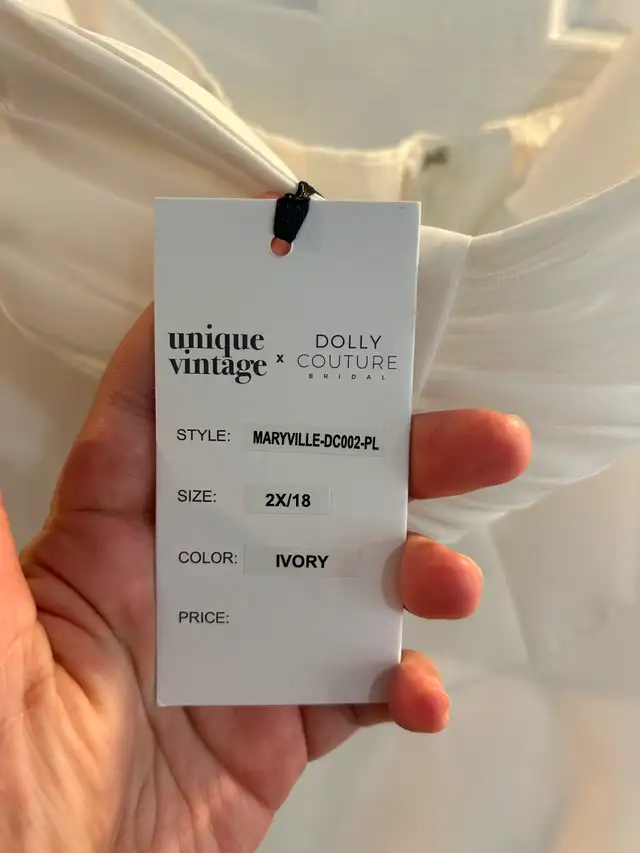 unique
vintage
x
DOLLY
COUTURE
BRIDAL
STYLE: MARYVILLE-DC002-PL
SIZE: 2X/18
COLOR: IVORY
PRICE: